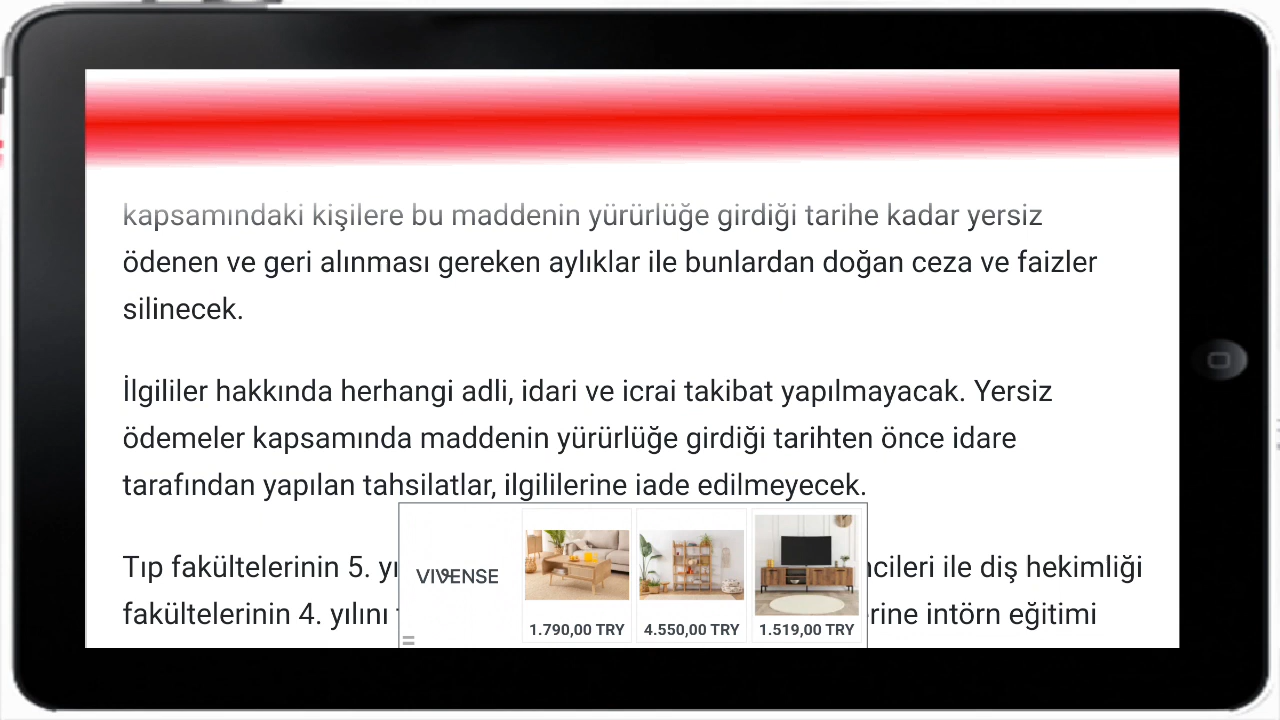 kapsamındaki kişilere bu maddenin yürürlüğe girdiği tarihe kadar yersiz
ödenen ve geri alınması gereken aylıklar ile bunlardan doğan ceza ve faizler
silinecek.
İlgililer hakkında herhangi adli, idari ve icrai takibat yapılmayacak. Yersiz
ödemeler kapsamında maddenin yürürlüğe girdiği tarihten önce idare
tarafından yapılan tahsilatlar, ilgililerine iade edilmeyecek.
Tıp fakültelerinin 5. ile diş hekimliği
fakültelerinin 4. yılını intörn eğitimi
VIVENSE
1.790,00 TRY 4.550,00 TRY 1.519,00 TRY